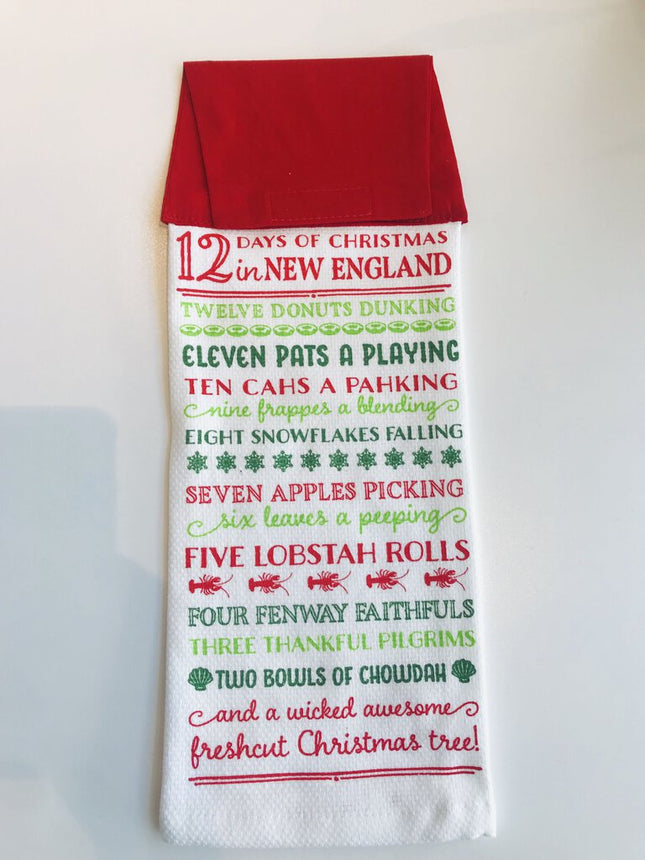 12 DAYS OF CHRISTMAS
in NEW ENGLAND
TWELVE DONUTS DUNKING
ELEVEN PATS A PLAYING
TEN CAHS A PAHKING
nine frappes a blending
EIGHT SNOWFLAKES FALLING
SEVEN APPLES PICKING
six leaves a peeping
FIVE LOBSTAH ROLLS
FOUR FENWAY FAITHFULS
THREE THANKFUL PILGRIMS
TWO BOWLS OF CHOWDAH
and a wicked awesome
freshcut Christmas tree!